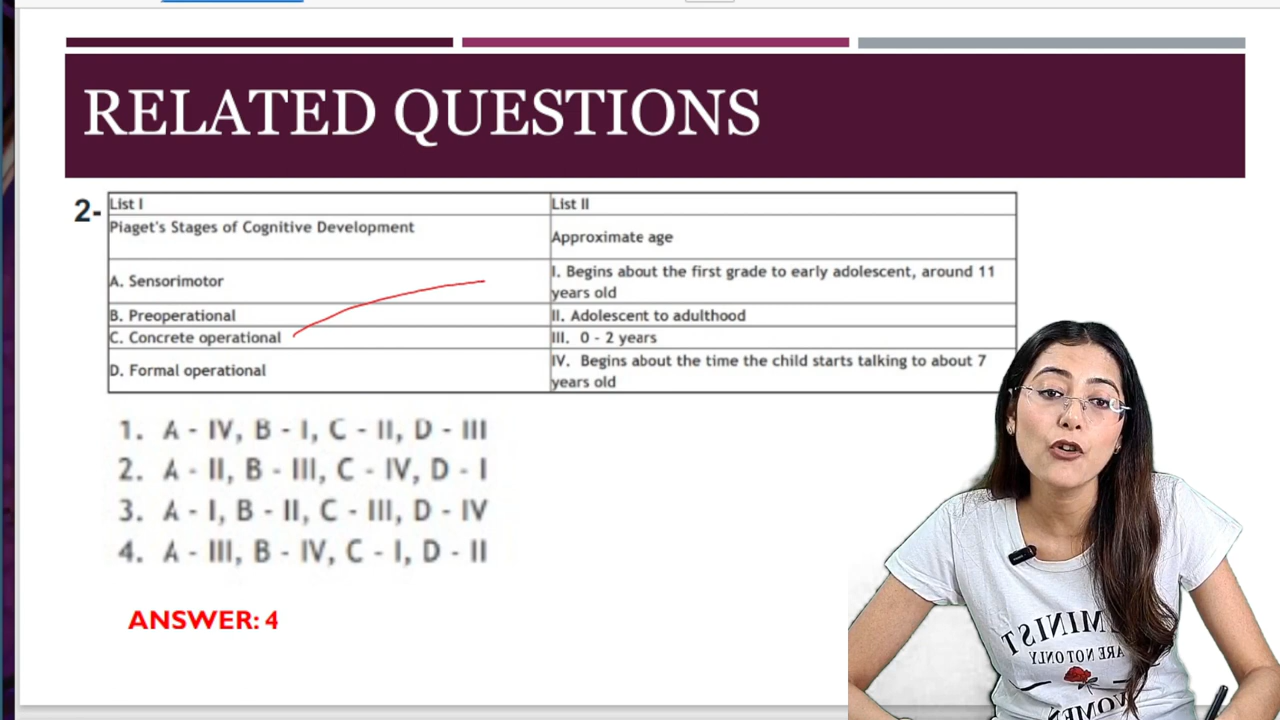 RELATED QUESTIONS
2-
List I
List II
Piaget's Stages of Cognitive Development
Approximate age
A. Sensorimotor
I. Begins about the first grade to early adolescent, around 11
years old
B. Preoperational
II. Adolescent to adulthood
C. Concrete operational
III. 0 - 2 years
D. Formal operational
IV. Begins about the time the child starts talking to about 7
years old
1. A - IV, B - I, C - II, D - III
2. A - II, B - III, C - IV, D - I
3. A - I, B - II, C - III, D - IV
4. A - III, B - IV, C - I, D - II
ANSWER: 4
ARE NOT ONLY
WOMEN